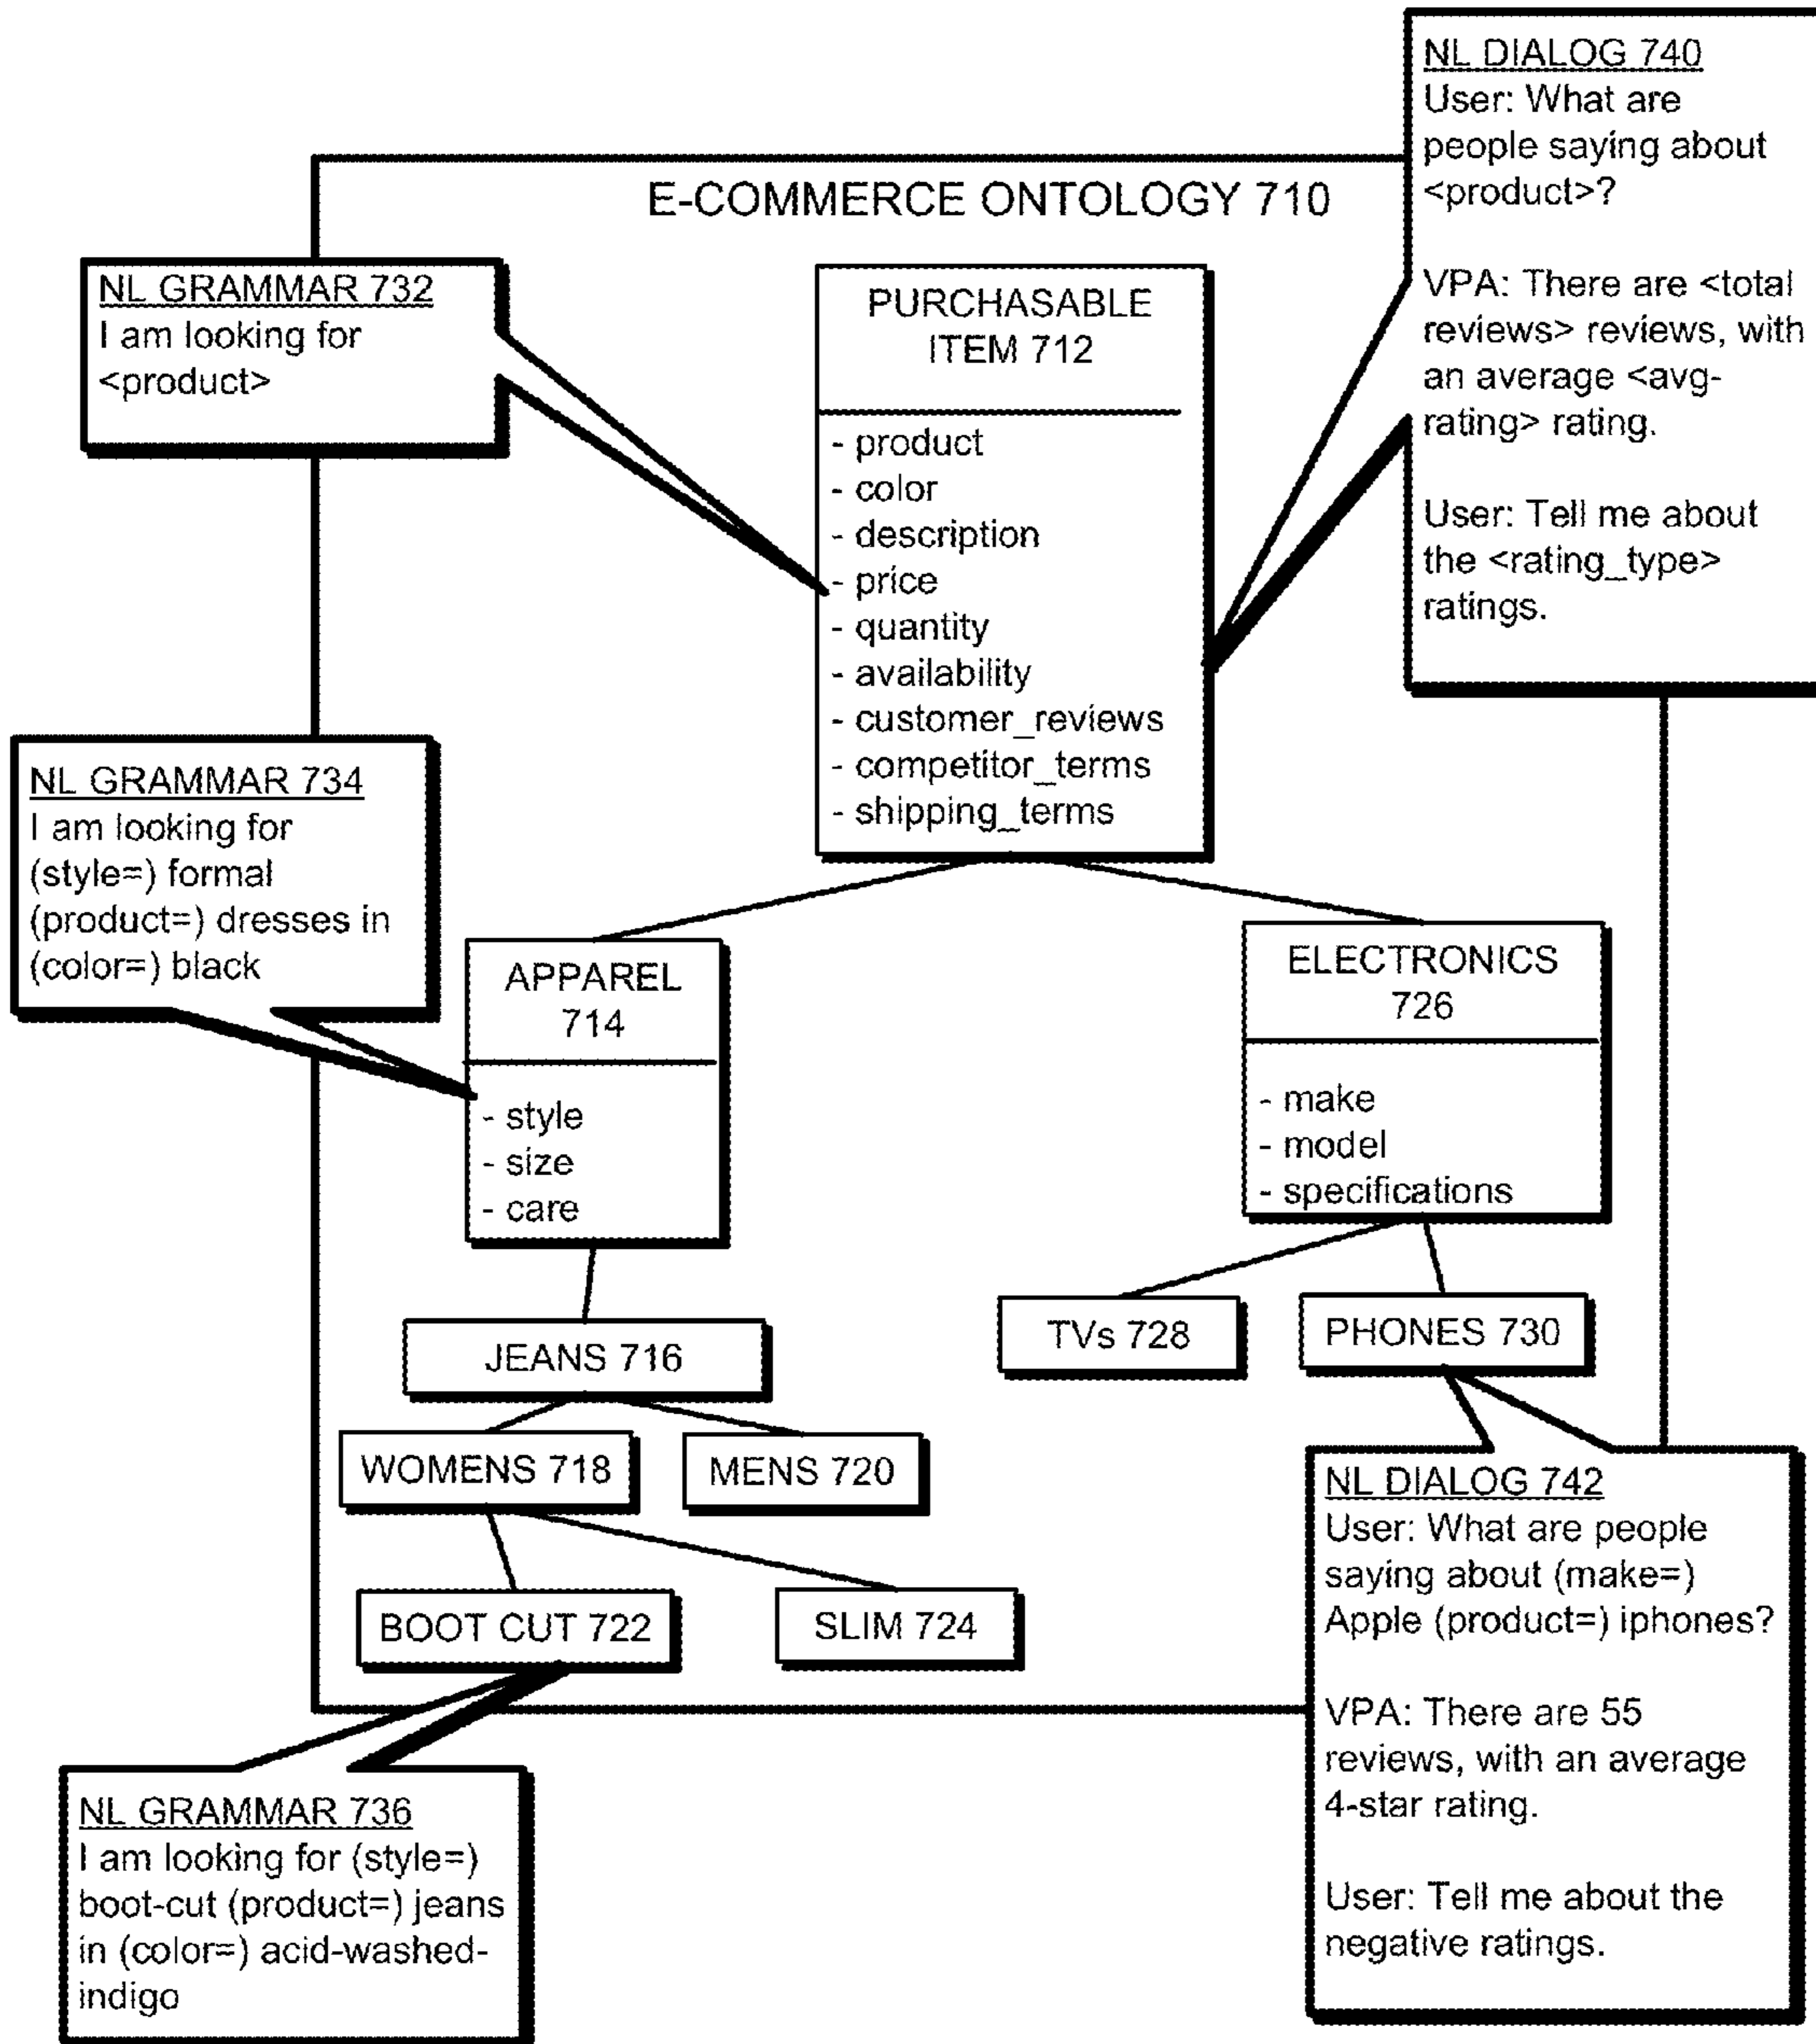 NL DIALOG 740
User: What are
people saying about
<product>?
VPA: There are <total
reviews> reviews, with
an average <avg-
rating> rating.
User: Tell me about
the <rating_type>
ratings.
E-COMMERCE ONTOLOGY 710
NL GRAMMAR 732
I am looking for
<product>
PURCHASABLE
ITEM 712
- product
- color
- description
- price
- quantity
- availability
- customer_reviews
- competitor_terms
- shipping_terms
NL GRAMMAR 734
I am looking for
(style=) formal
(product=) dresses in
(color=) black
APPAREL
714
- style
- size
- care
ELECTRONICS
726
- make
- model
- specifications
JEANS 716
TVs 728
PHONES 730
WOMENS 718
MENS 720
BOOT CUT 722
SLIM 724
NL DIALOG 742
User: What are people
saying about (make=)
Apple (product=) iphones?
VPA: There are 55
reviews, with an average
4-star rating.
User: Tell me about the
negative ratings.
NL GRAMMAR 736
I am looking for (style=)
boot-cut (product=) jeans
in (color=) acid-washed-
indigo